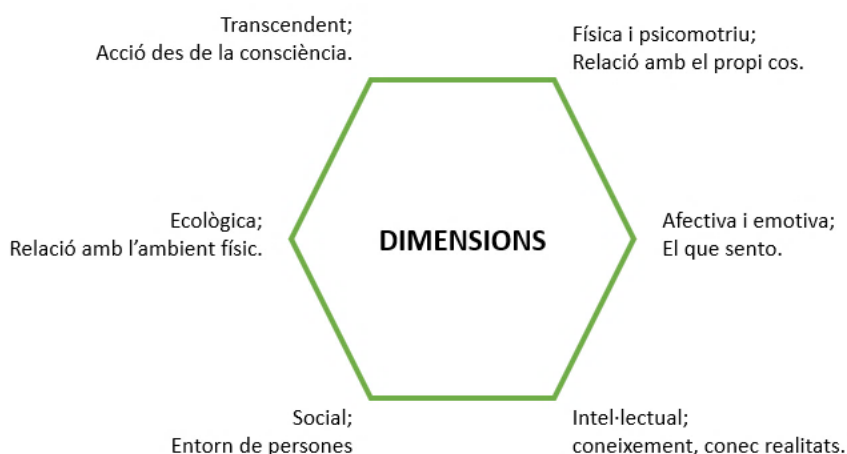 Transcendent;
Acció des de la consciència.
Física i psicomotriu;
Relació amb el propi cos.
Ecològica;
Relació amb l’ambient físic.
DIMENSIONS
Afectiva i emotiva;
El que sento.
Social;
Entorn de persones
Intel·lectual;
coneixement, conec realitats.